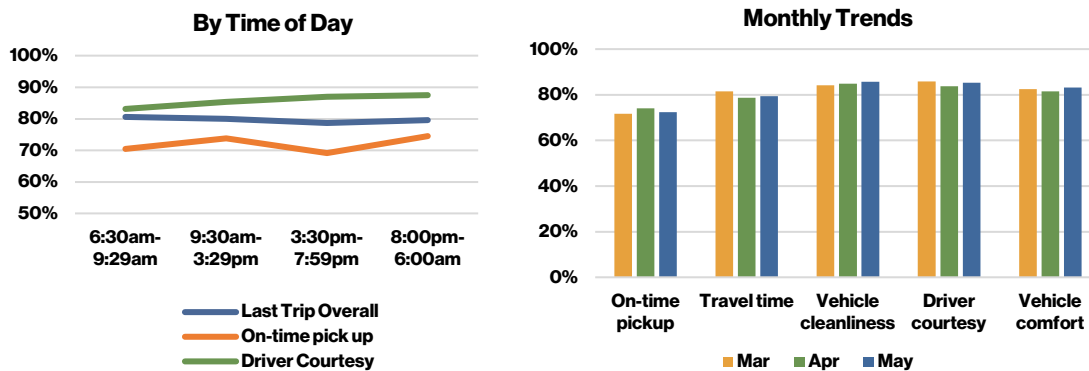 By Time of Day
100%
90%
80%
70%
60%
50%
6:30am-
9:29am
9:30am-
3:29pm
3:30pm-
7:59pm
8:00pm-
6:00am
Last Trip Overall
On-time pick up
Driver Courtesy
Monthly Trends
100%
80%
60%
40%
20%
0%
On-time
pickup
Travel time
Vehicle
cleanliness
Driver
courtesy
Vehicle
comfort
Mar Apr May